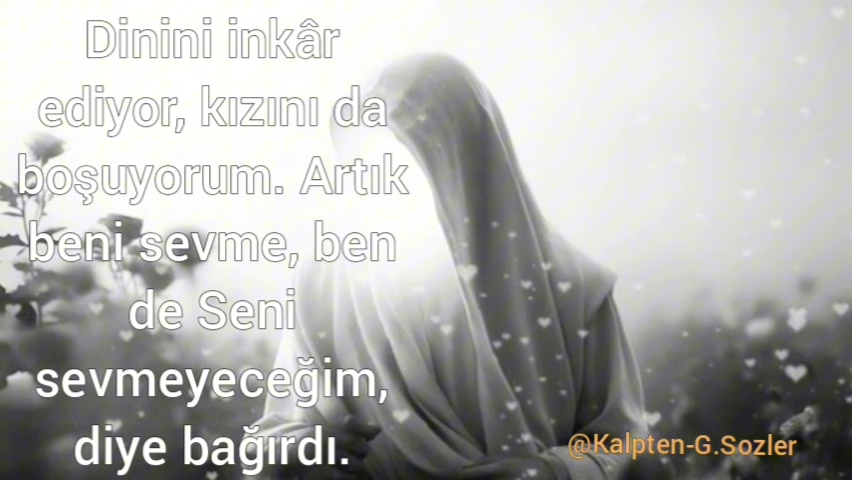 Dinini inkâr
ediyor, kızını da
boşuyorum. Artık
beni sevme, ben
de Seni
sevmeyeceğim,
diye bağırdı.
@Kalpten-G.Sozler